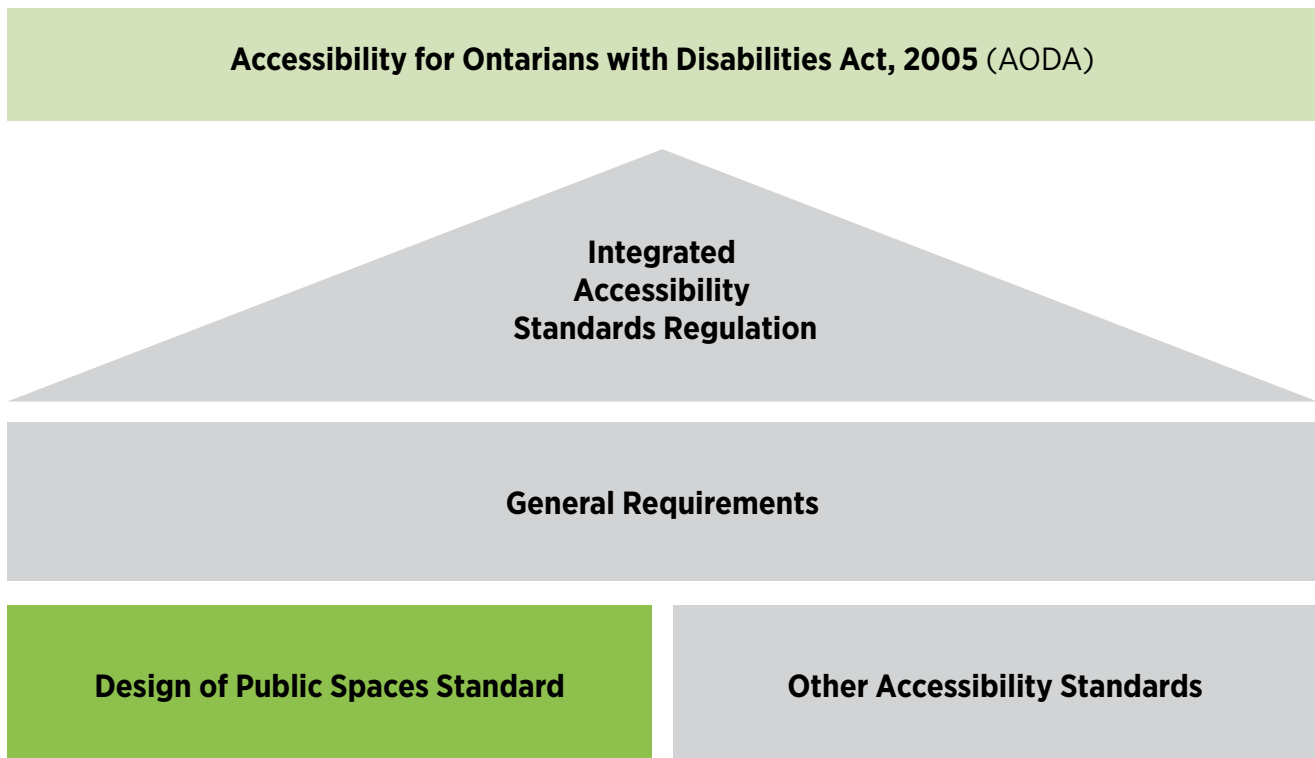 Accessibility for Ontarians with Disabilities Act, 2005 (AODA)
Integrated
Accessibility
Standards Regulation
General Requirements
Design of Public Spaces Standard
Other Accessibility Standards